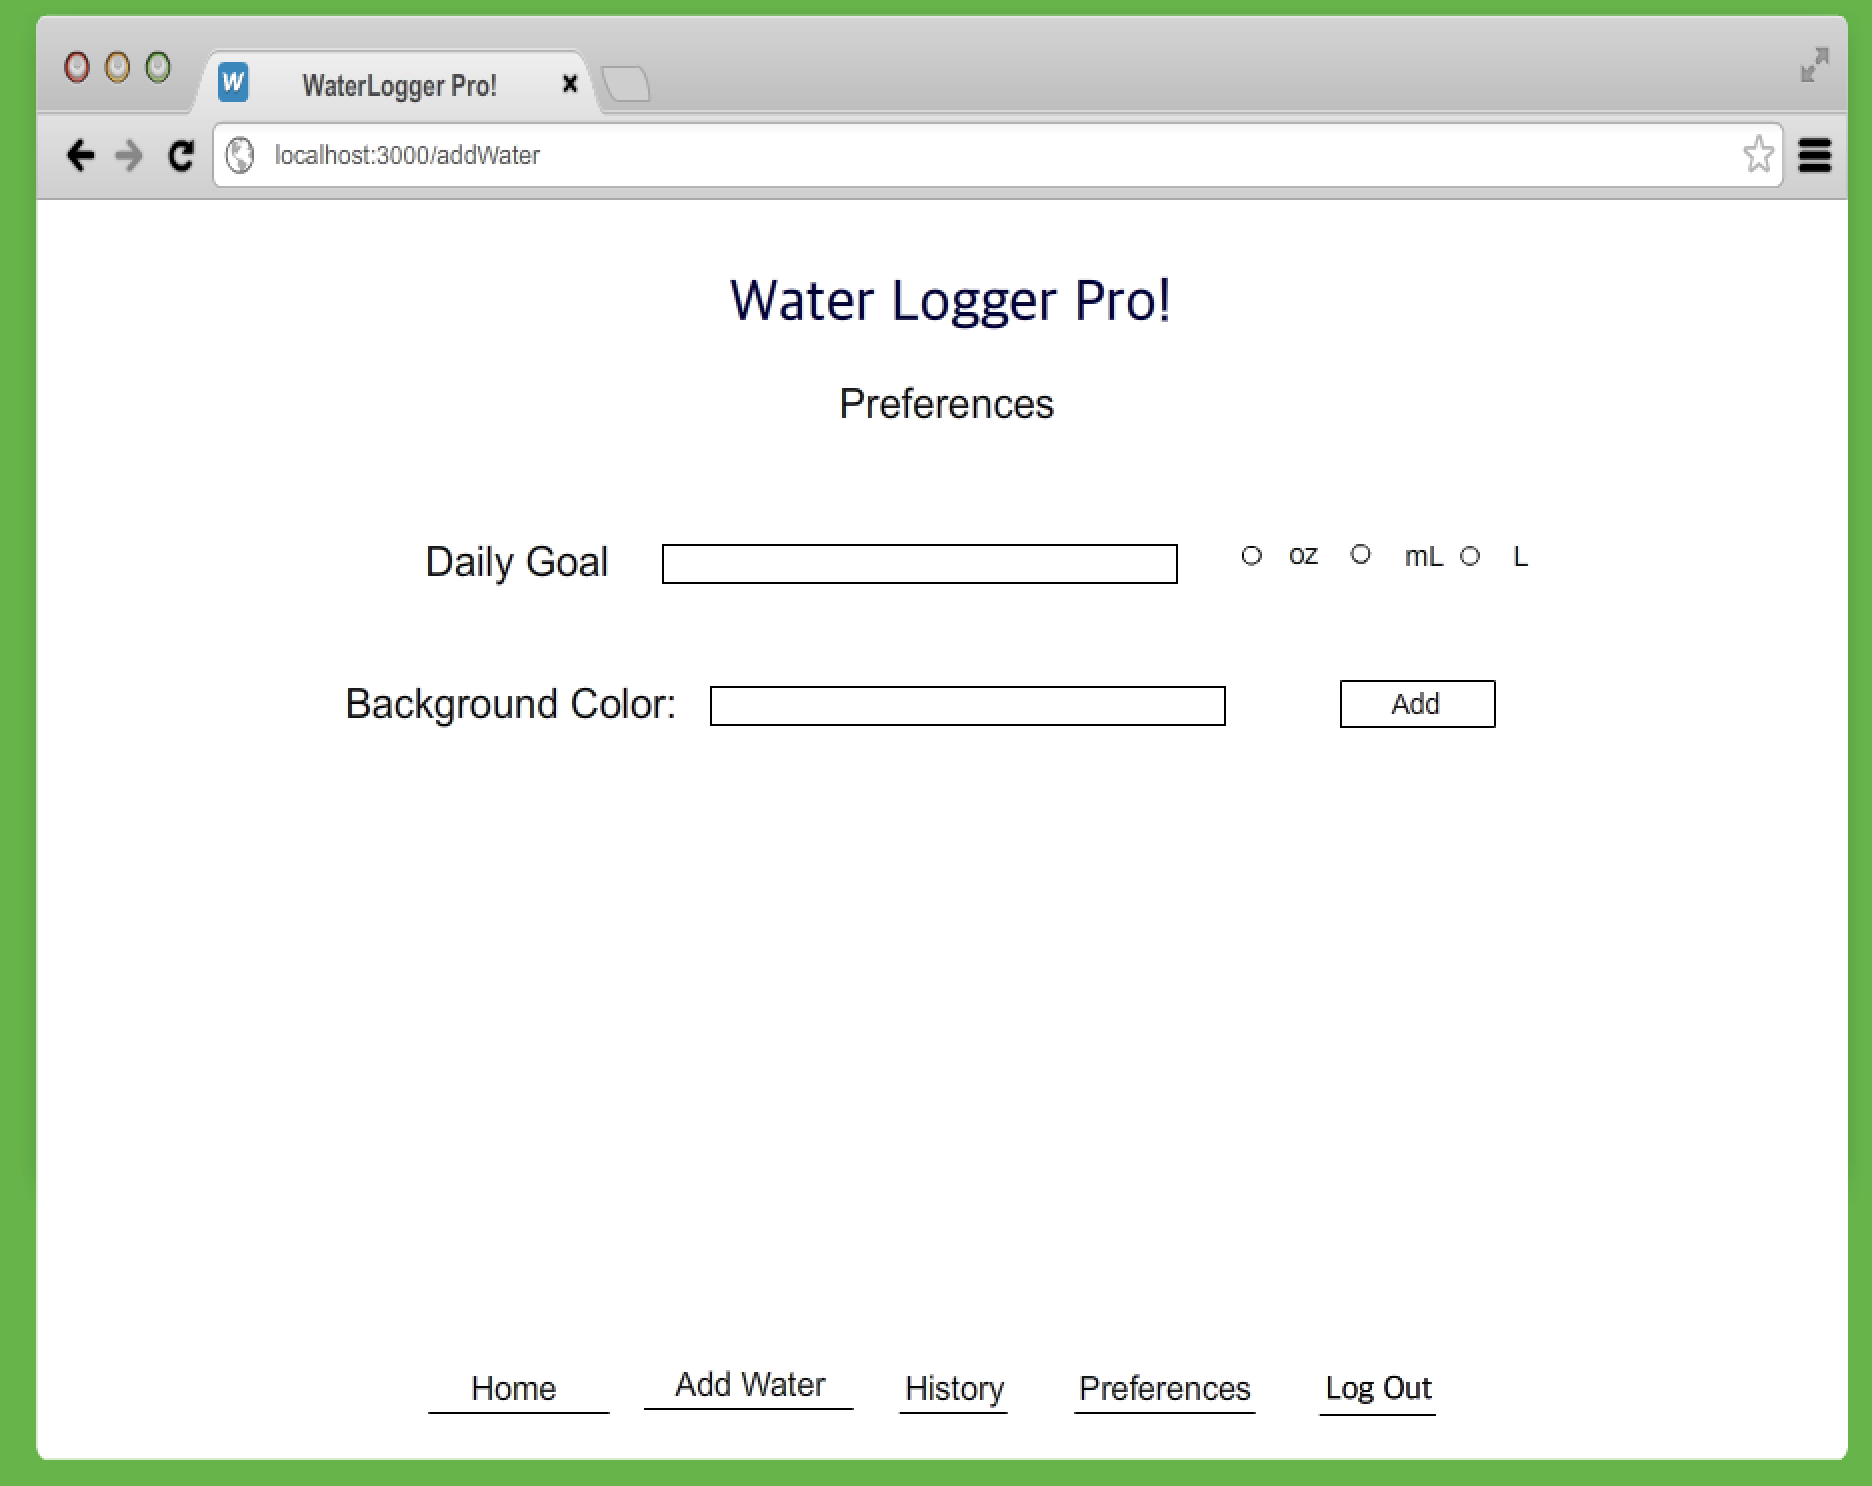 W WaterLogger Pro! x
localhost:3000/addWater
Water Logger Pro!
Preferences
Daily Goal oz mL L
Background Color: Add
Home Add Water History Preferences Log Out